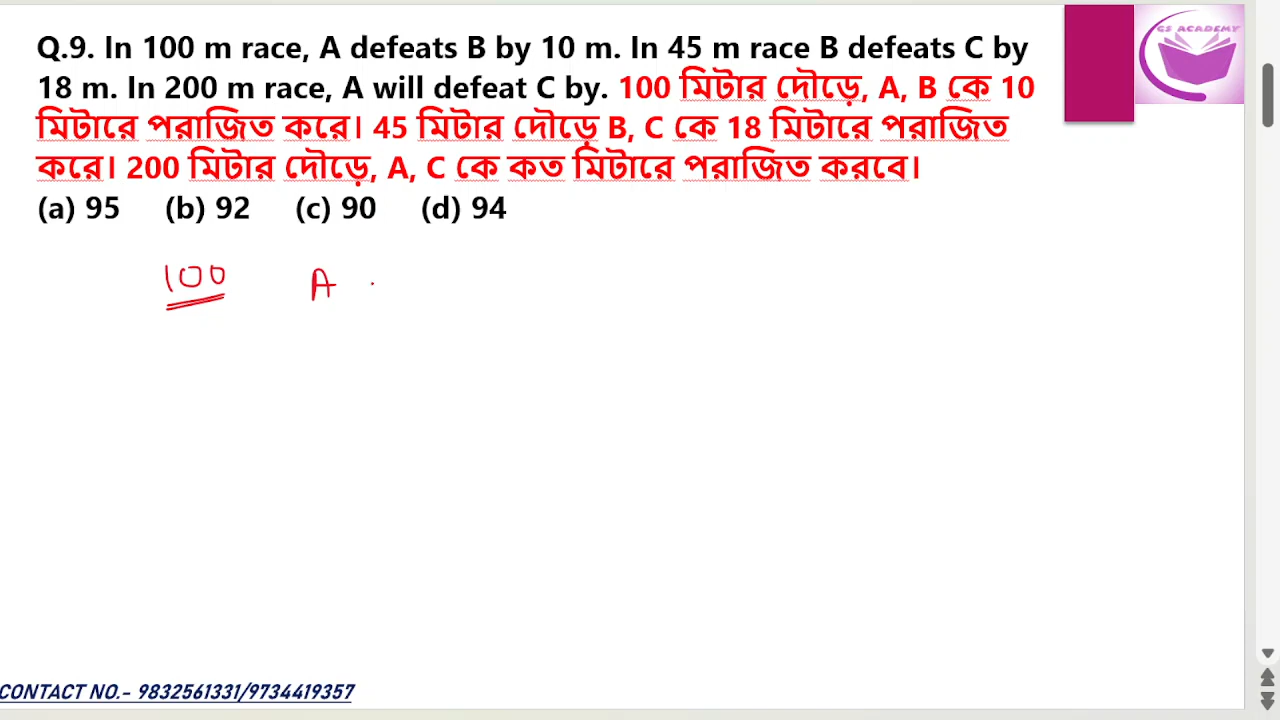 GS ACADEMY
Q.9. In 100 m race, A defeats B by 10 m. In 45 m race B defeats C by
18 m. In 200 m race, A will defeat C by. 100 মিটার দৌড়ে, A, B কে 10
মিটারে পরাজিত করে। 45 মিটার দৌড়ে B, C কে 18 মিটারে পরাজিত
করে। 200 মিটার দৌড়ে, A, C কে কত মিটারে পরাজিত করবে।
(a) 95 (b) 92 (c) 90 (d) 94
100 A
CONTACT NO.- 9832561331/9734419357